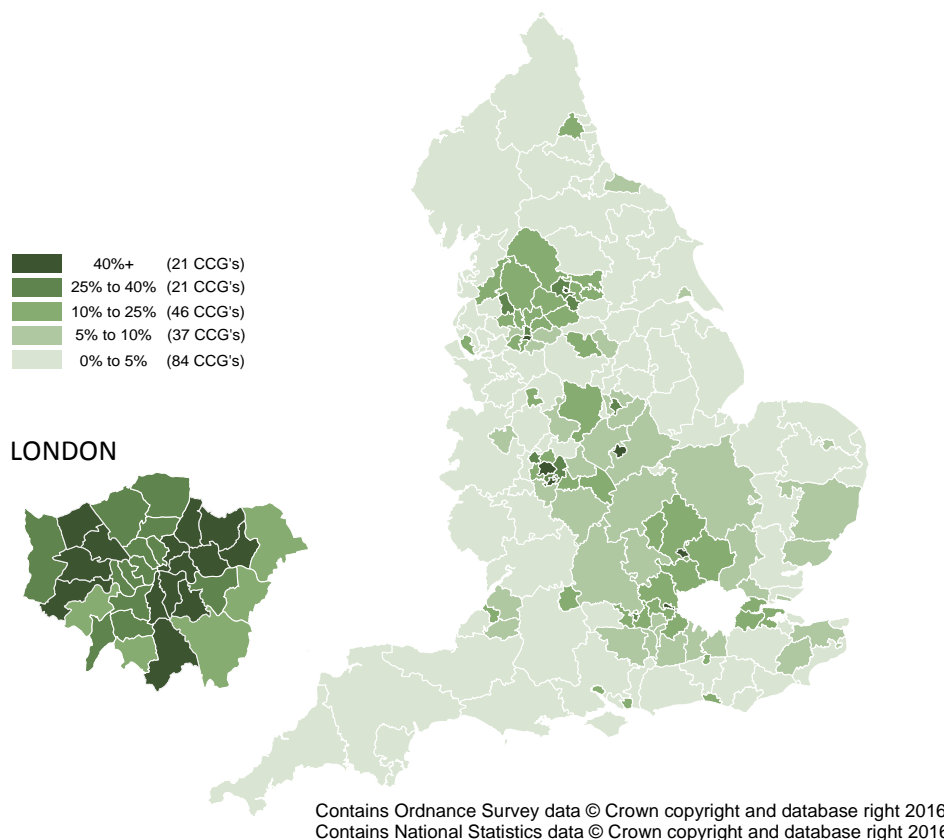 40%+ (21 CCG's)
25% to 40% (21 CCG's)
10% to 25% (46 CCG's)
5% to 10% (37 CCG's)
0% to 5% (84 CCG's)
LONDON
Contains Ordnance Survey data © Crown copyright and database right 2016
Contains National Statistics data © Crown copyright and database right 2016